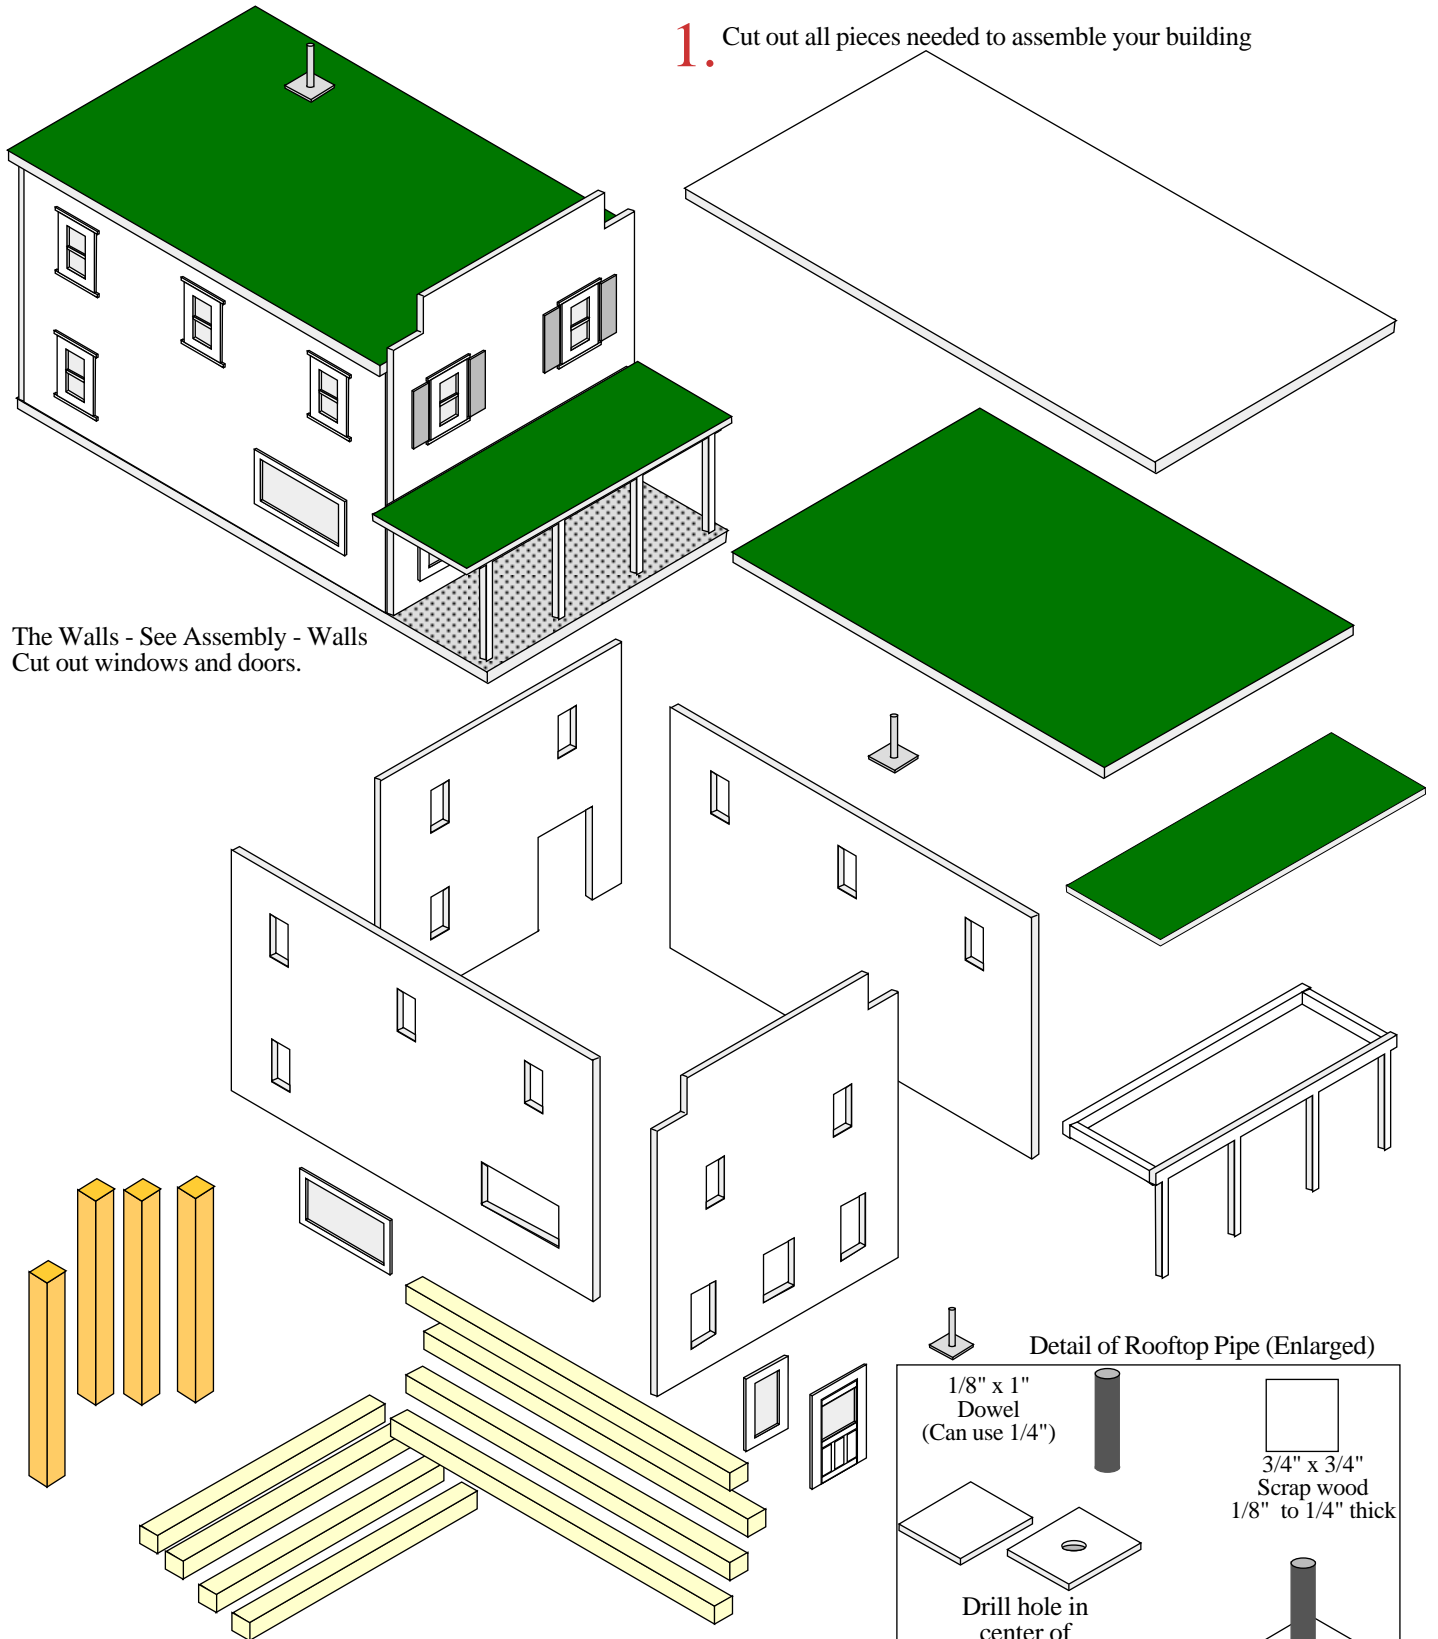 1. Cut out all pieces needed to assemble your building
The Walls - See Assembly - Walls
Cut out windows and doors.
Detail of Rooftop Pipe (Enlarged)
1/8" x 1"
Dowel
(Can use 1/4")
3/4" x 3/4"
Scrap wood
1/8" to 1/4" thick
Drill hole in
center of